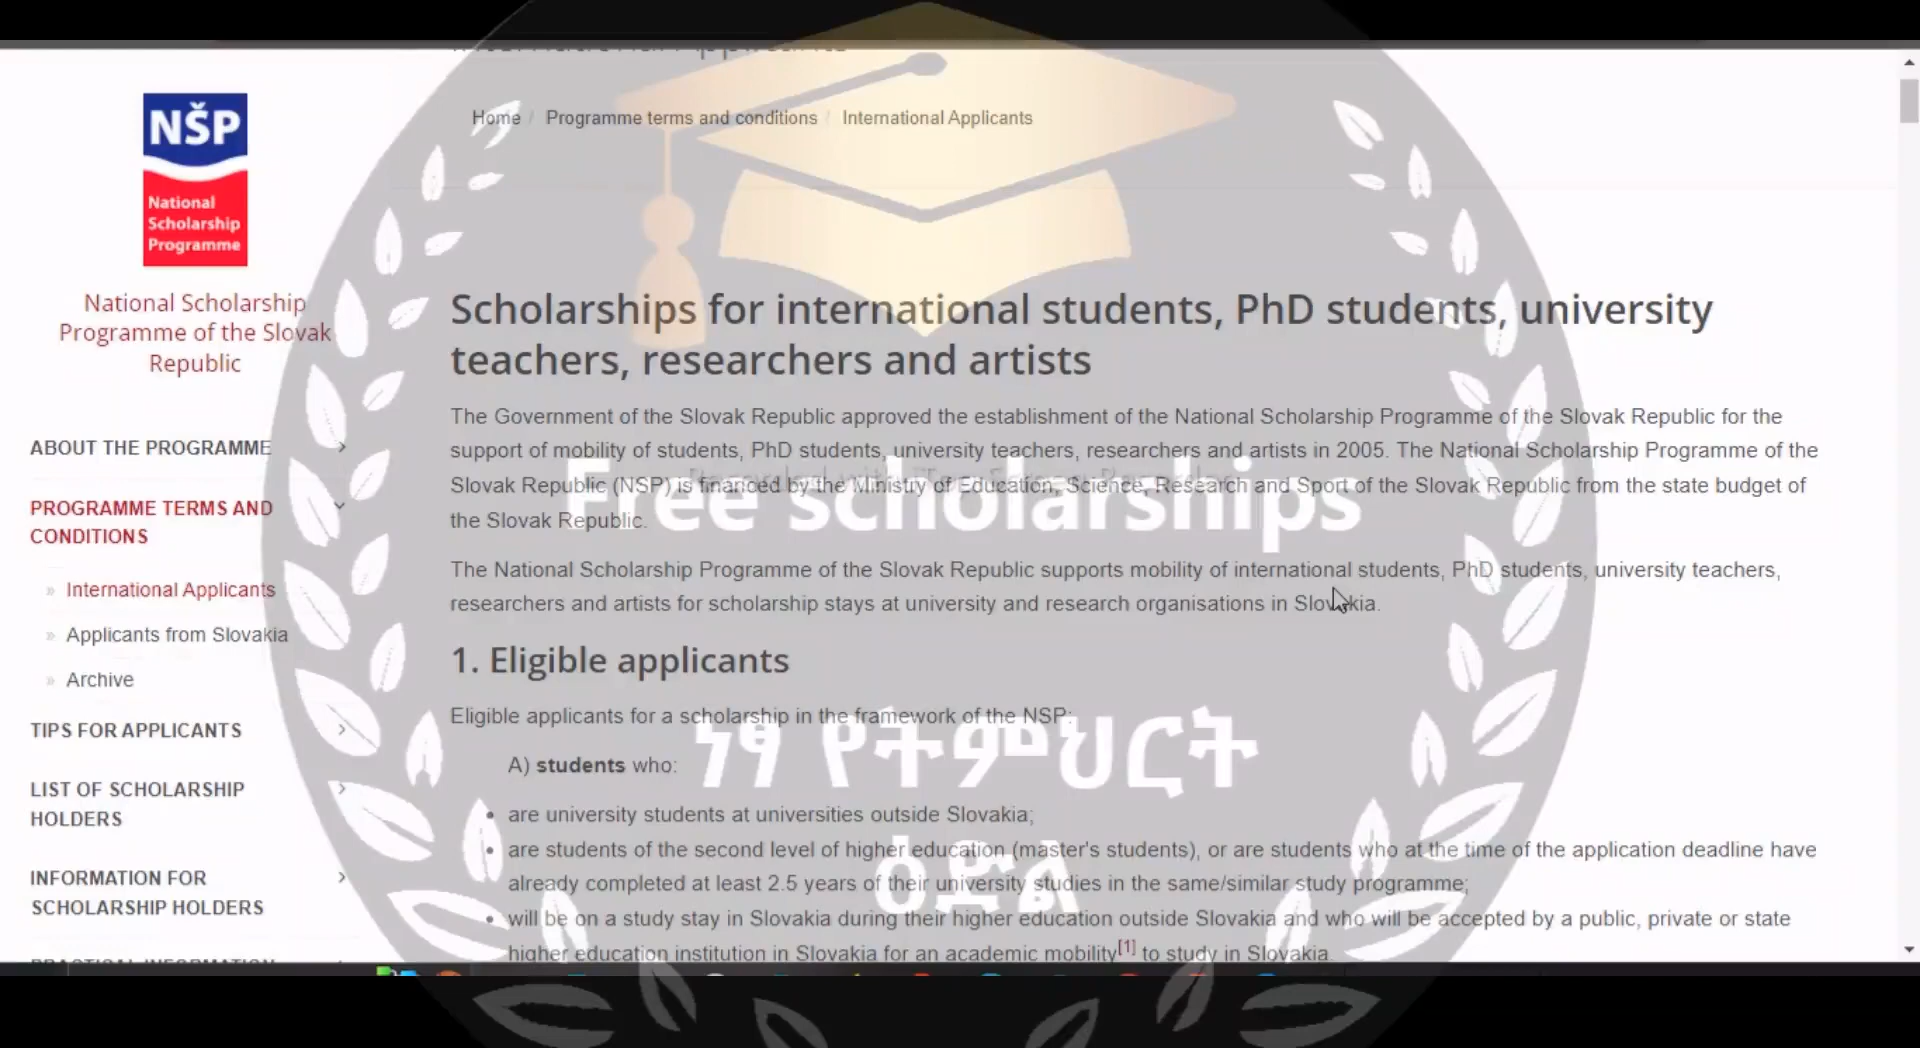 Home / Programme terms and conditions / International Applicants
NŠP
National
Scholarship
Programme
National Scholarship
Programme of the Slovak
Republic
ABOUT THE PROGRAMME
PROGRAMME TERMS AND
CONDITIONS
» International Applicants
» Applicants from Slovakia
» Archive
TIPS FOR APPLICANTS
LIST OF SCHOLARSHIP
HOLDERS
INFORMATION FOR
SCHOLARSHIP HOLDERS
PRACTICAL INFORMATION
Scholarships for international students, PhD students, university
teachers, researchers and artists
The Government of the Slovak Republic approved the establishment of the National Scholarship Programme of the Slovak Republic for the
support of mobility of students, PhD students, university teachers, researchers and artists in 2005. The National Scholarship Programme of the
Slovak Republic (NSP) is financed by the Ministry of Education, Science, Research and Sport of the Slovak Republic from the state budget of
the Slovak Republic.
The National Scholarship Programme of the Slovak Republic supports mobility of international students, PhD students, university teachers,
researchers and artists for scholarship stays at university and research organisations in Slovakia.
1. Eligible applicants
Eligible applicants for a scholarship in the framework of the NSP:
A) students who:
• are university students at universities outside Slovakia;
• are students of the second level of higher education (master's students), or are students who at the time of the application deadline have
already completed at least 2.5 years of their university studies in the same/similar study programme;
• will be on a study stay in Slovakia during their higher education outside Slovakia and who will be accepted by a public, private or state
higher education institution in Slovakia for an academic mobility[1] to study in Slovakia.
Free scholarships
ነፃ የትምህርት
ዕድል